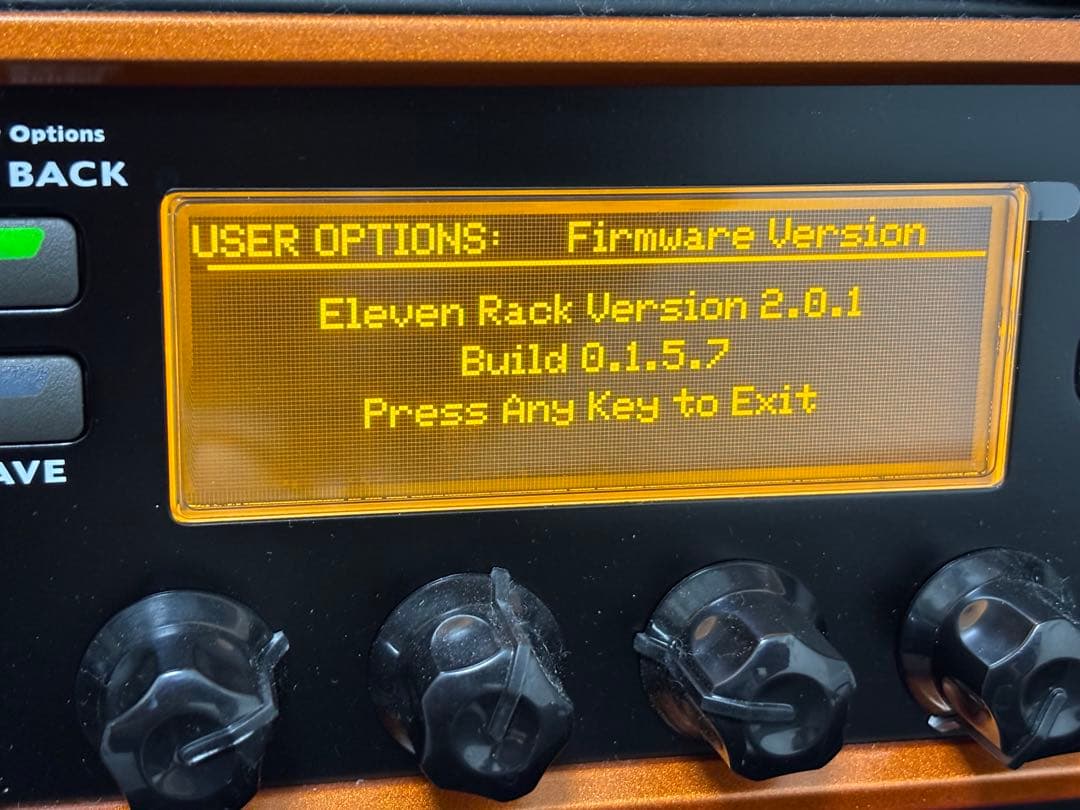 Options
BACK
USER OPTIONS: Firmware Version
Eleven Rack Version 2.0.1
Build 0.1.5.7
Press Any Key to Exit
AVE